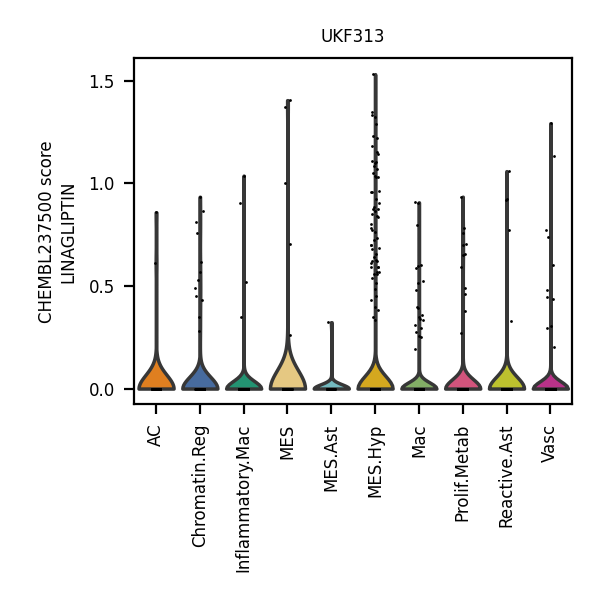 UKF313
CHEMBL237500 score
LINAGLIPTIN
1.5
1.0
0.5
0.0
AC
Chromatin.Reg
Inflammatory.Mac
MES
MES.Ast
MES.Hyp
Mac
Prolif.Metab
Reactive.Ast
Vasc